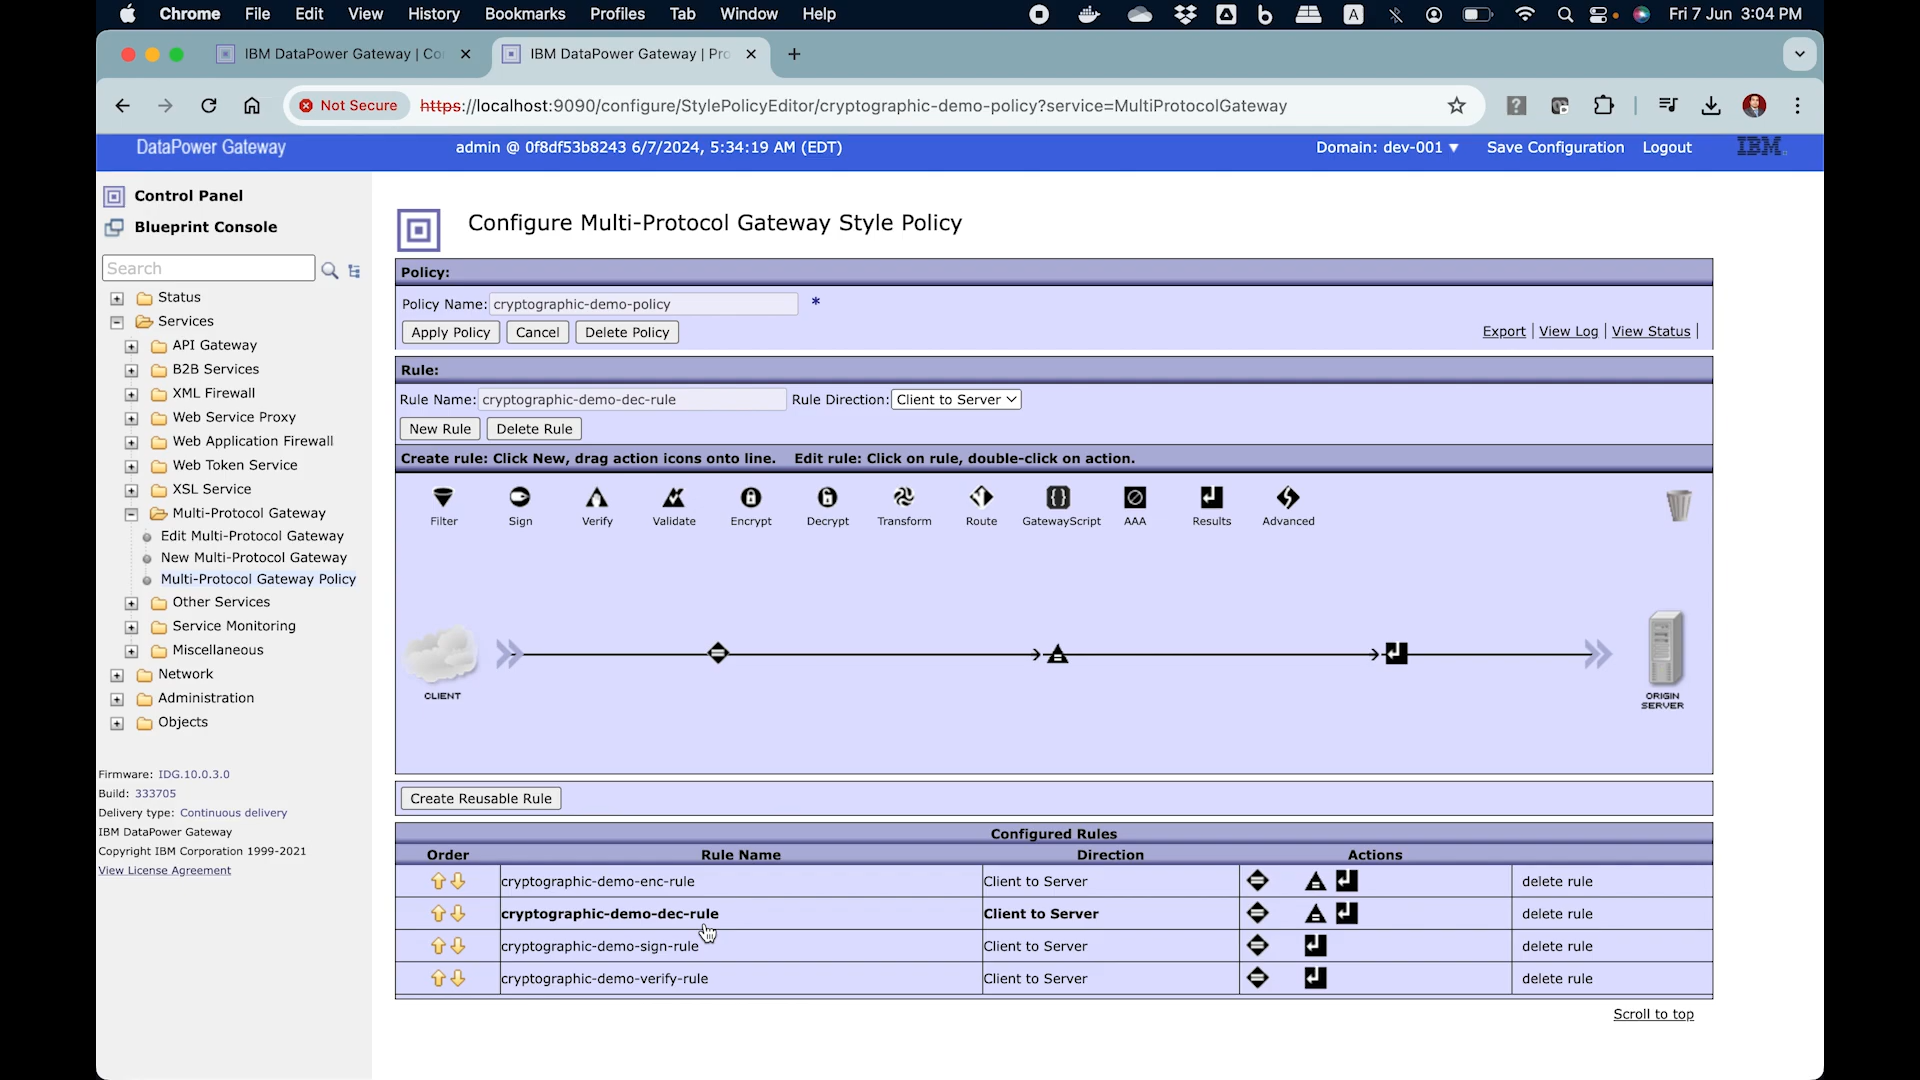 Chrome File Edit View History Bookmarks Profiles Tab Window Help Fri 7 Jun 3:04 PM
IBM DataPower Gateway | Co IBM DataPower Gateway | Pro
Not Secure https://localhost:9090/configure/StylePolicyEditor/cryptographic-demo-policy?service=MultiProtocolGateway
DataPower Gateway admin @ 0f8df53b8243 6/7/2024, 5:34:19 AM (EDT) Domain: dev-001 Save Configuration Logout IBM
Control Panel
Blueprint Console
Search
Status
Services
API Gateway
B2B Services
XML Firewall
Web Service Proxy
Web Application Firewall
Web Token Service
XSL Service
Multi-Protocol Gateway
Edit Multi-Protocol Gateway
New Multi-Protocol Gateway
Multi-Protocol Gateway Policy
Other Services
Service Monitoring
Miscellaneous
Network
Administration
Objects
Firmware: IDG.10.0.3.0
Build: 333705
Delivery type: Continuous delivery
IBM DataPower Gateway
Copyright IBM Corporation 1999-2021
View License Agreement
Configure Multi-Protocol Gateway Style Policy
Policy:
Policy Name: cryptographic-demo-policy *
Apply Policy Cancel Delete Policy Export | View Log | View Status |
Rule:
Rule Name: cryptographic-demo-dec-rule Rule Direction: Client to Server
New Rule Delete Rule
Create rule: Click New, drag action icons onto line. Edit rule: Click on rule, double-click on action.
Filter Sign Verify Validate Encrypt Decrypt Transform Route GatewayScript AAA Results Advanced
CLIENT
ORIGIN
SERVER
Create Reusable Rule
Configured Rules
Order Rule Name Direction Actions
cryptographic-demo-enc-rule Client to Server delete rule
cryptographic-demo-dec-rule Client to Server delete rule
cryptographic-demo-sign-rule Client to Server delete rule
cryptographic-demo-verify-rule Client to Server delete rule
Scroll to top